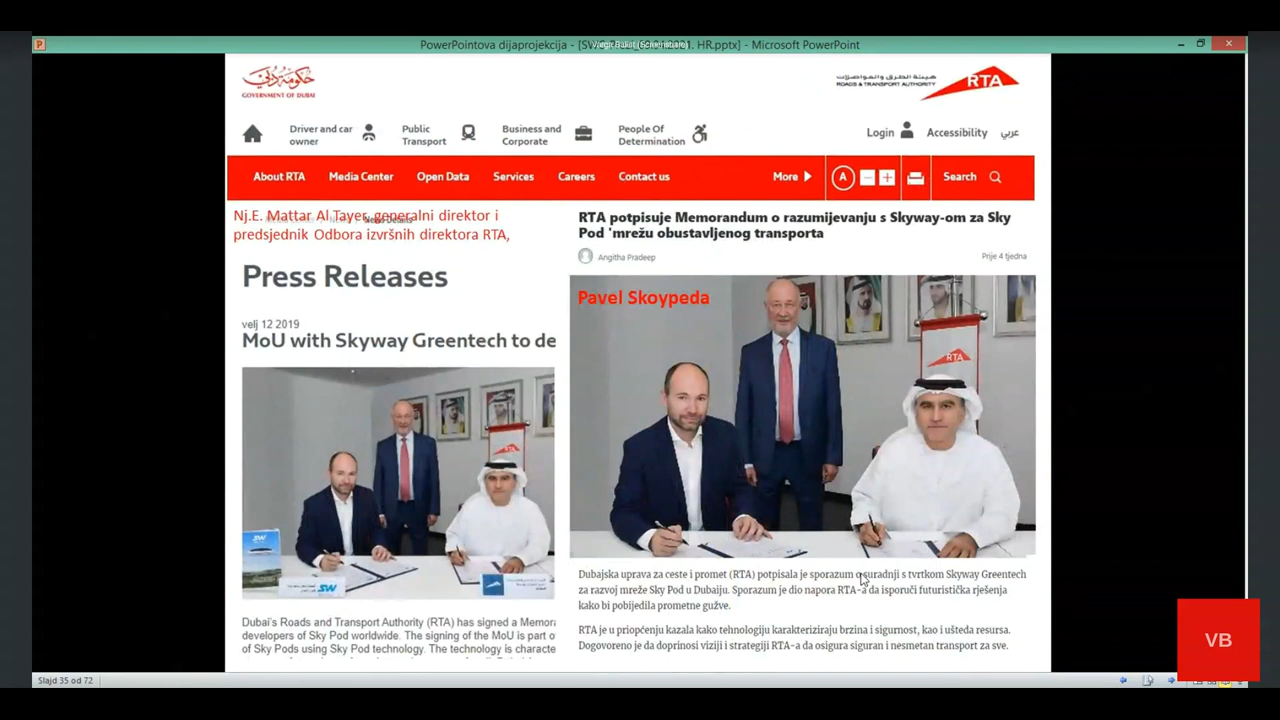 PowerPointova dijaprojekcija - [SW
HR.pptx] - Microsoft PowerPoint
حكومة دبي
GOVERNMENT OF DUBAI
هيئة الطرق والمواصلات
ROADS & TRANSPORT AUTHORITY
RTA
Driver and car owner
Public Transport
Business and Corporate
People Of Determination
Login
Accessibility
عربي
About RTA
Media Center
Open Data
Services
Careers
Contact us
More
A
Search
Nj.E. Mattar Al Tayer, generalni direktor i
predsjednik Odbora izvršnih direktora RTA,
Press Releases
velj 12 2019
MoU with Skyway Greentech to de
SW
SW
Dubai's Roads and Transport Authority (RTA) has signed a Memora
developers of Sky Pod worldwide. The signing of the MoU is part o
of Sky Pods using Sky Pod technology. The technology is characte
RTA potpisuje Memorandum o razumijevanju s Skyway-om za Sky
Pod 'mrežu obustavljenog transporta
Angitha Pradeep
Prije 4 tjedna
Pavel Skoypeda
RTA
Dubajska uprava za ceste i promet (RTA) potpisala je sporazum o suradnji s tvrtkom Skyway Greentech
za razvoj mreže Sky Pod u Dubaiju. Sporazum je dio napora RTA-a da isporuči futuristička rješenja
kako bi pobijedila prometne gužve.
RTA je u priopćenju kazala kako tehnologiju karakteriziraju brzina i sigurnost, kao i ušteda resursa.
Dogovoreno je da doprinosi viziji i strategiji RTA-a da osigura siguran i nesmetan transport za sve.
VB
Slajd 35 od 72